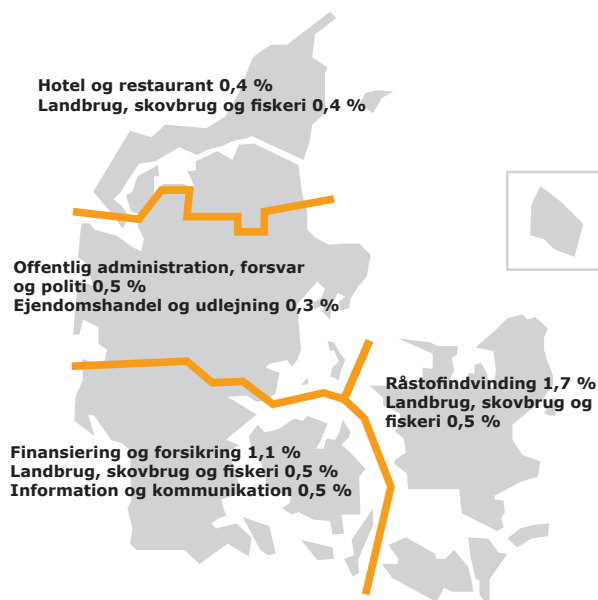 Hotel og restaurant 0,4 %
Landbrug, skovbrug og fiskeri 0,4 %
Offentlig administration, forsvar
og politi 0,5 %
Ejendomshandel og udlejning 0,3 %
Råstofindvinding 1,7 %
Landbrug, skovbrug og
fiskeri 0,5 %
Finansiering og forsikring 1,1 %
Landbrug, skovbrug og fiskeri 0,5 %
Information og kommunikation 0,5 %